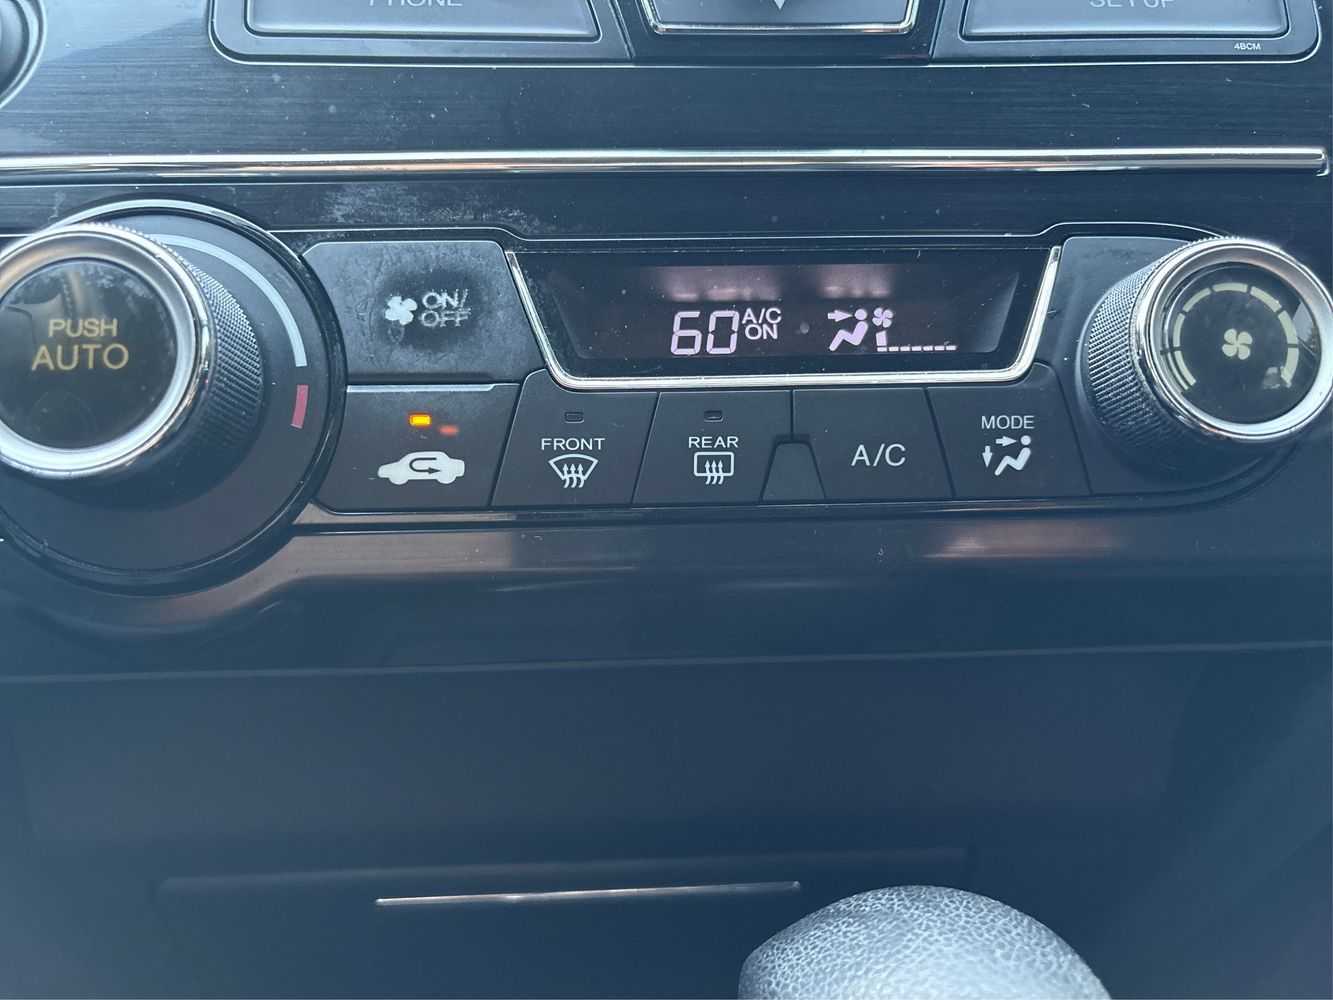 PHONE
SETUP
4BCM
PUSH
AUTO
ON/
OFF
60 A/C
ON
FRONT
REAR
A/C
MODE